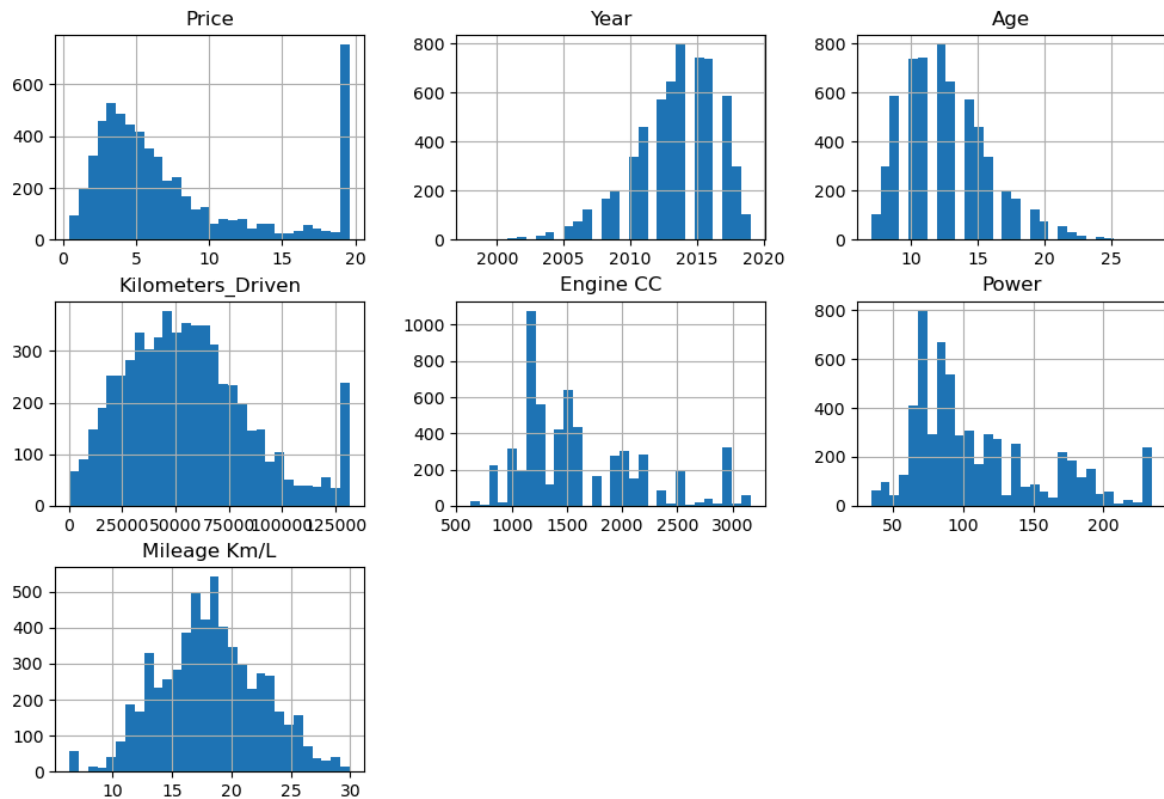 Price
600
400
200
0
0 5 10 15 20
Year
800
600
400
200
0
2000 2005 2010 2015 2020
Age
800
600
400
200
0
10 15 20 25
Kilometers_Driven
300
200
100
0
0 25000 50000 75000 100000 125000
Engine CC
1000
800
600
400
200
0
500 1000 1500 2000 2500 3000
Power
800
600
400
200
0
50 100 150 200
Mileage Km/L
500
400
300
200
100
0
10 15 20 25 30